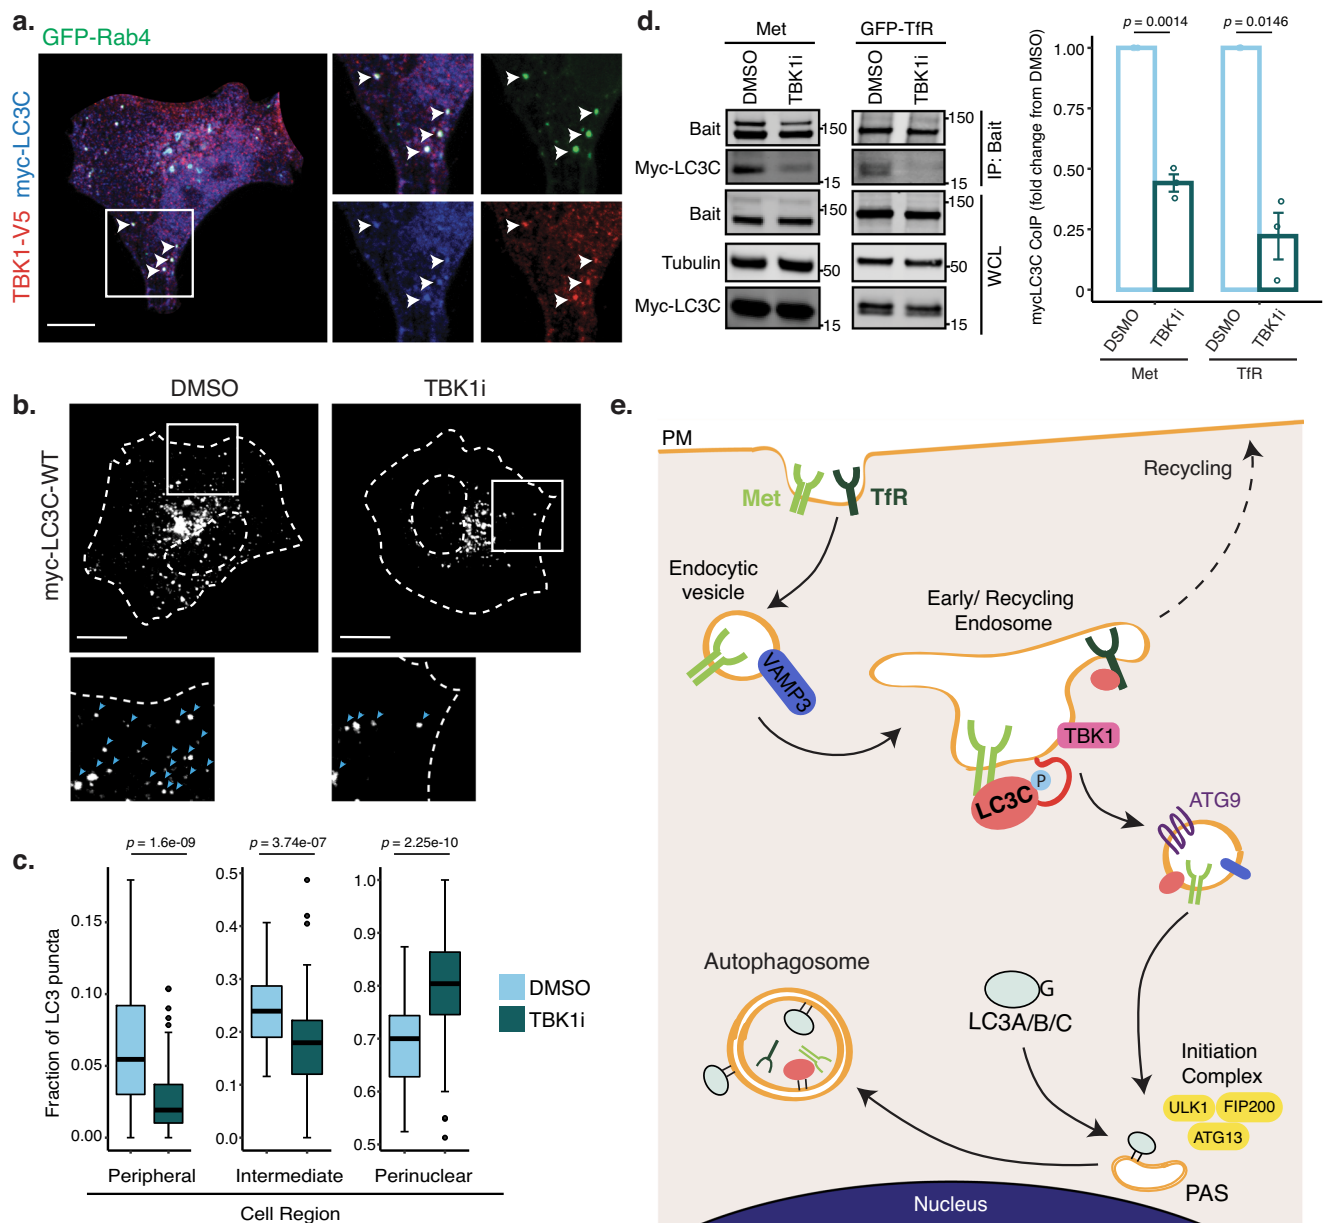 a.
GFP-Rab4
TBK1-V5 myc-LC3C
b.
DMSO
TBK1i
myc-LC3C-WT
c.
p = 1.6e-09
p = 3.74e-07
p = 2.25e-10
Fraction of LC3 puncta
0.15
0.10
0.05
0.00
0.5
0.4
0.3
0.2
0.1
0.0
1.0
0.9
0.8
0.7
0.6
0.5
Peripheral
Intermediate
Perinuclear
Cell Region
DMSO
TBK1i
d.
Met
GFP-TfR
DMSO
TBK1i
DMSO
TBK1i
Bait
150
150
Myc-LC3C
15
15
IP: Bait
Bait
150
150
Tubulin
50
50
Myc-LC3C
15
15
WCL
p = 0.0014
p = 0.0146
mycLC3C CoIP (fold change from DMSO)
1.00
0.75
0.50
0.25
0
DSMO
TBK1i
DSMO
TBK1i
Met
TfR
e.
PM
Met
TfR
Recycling
Endocytic
vesicle
VAMP3
Early/ Recycling
Endosome
TBK1
P
LC3C
ATG9
Autophagosome
G
LC3A/B/C
Initiation
Complex
ULK1
FIP200
ATG13
PAS
Nucleus